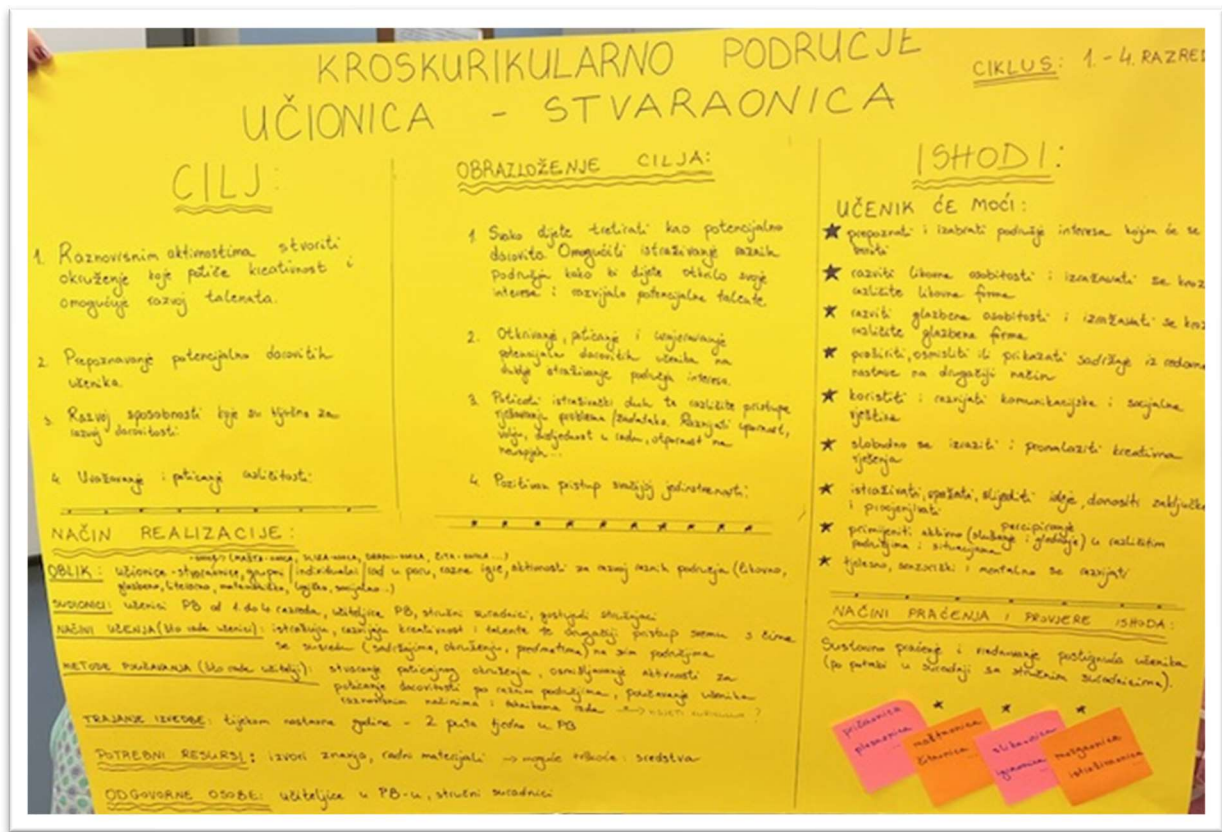 KROSKURIKULARNO PODRUČJE
UČIONICA - STVARAONICA
CIKLUS: 1.-4. RAZRED
CILJ:
1. Raznovrsnim aktivnostima stvoriti
okruženje koje potiče kreativnost i
omogućuje razvoj talenata.
2. Prepoznavanje potencijalno darovitih
učenika.
3. Razvoj sposobnosti koje su ključne za
razvoj darovitosti
4. Uvažavanje i poticanje različitosti.
OBRAZLOŽENJE CILJA:
1. Svako dijete tretirati kao potencijalno
darovito. Omogućiti istraživanje raznih
područja kako bi dijete otkrilo svoje
interese i razvijalo potencijalne talente
2. Otkrivanje, poticanje i usmjeravanje
potencijalno darovitih učenika na
dublje istraživanje područja interesa.
3. Poticati istraživački duh te različite pristupe
rješavanju problema/zadataka. Razvijati upornost,
volju, dosljednost u radu, otpornost na
neuspjeh...
4. Pozitivan pristup svačijoj jedinstvenosti.
ISHODI:
UČENIK ĆE MOĆI:
prepoznati i izabrati područje interesa kojim će se
baviti
razviti likovne osobitosti i izražavati se kroz
različite likovne forme
razviti glazbene osobitosti i izražavati se kroz
različite glazbene forme
proširiti, osmisliti ili prikazati sadržaje iz redovne
nastave na drugačiji način
koristiti i razvijati komunikacijske i socijalne
vještine
slobodno se izraziti i pronalaziti kreativna
rješenja
istraživati, opažati, slijediti ideje, donositi zaključke
i procjenjivati
percipiranje
primijeniti aktivno (slušanje i gledanje) u različitim
područjima i situacijama
tjelesno, senzorički i mentalno se razvijati
NAČIN REALIZACIJE:
OBLIK: učionice-stvaraonice, grupni/individualni/rad u paru, razne igre, aktivnosti za razvoj raznih područja (likovno,
glazbeno, literarno, matematičko, logičko, socijalno...)
SUDIONICI: učenici PB od 1. do 4. razreda, učiteljice PB, stručni suradnici, gostujući stručnjaci
NAČINI UČENJA (što rade učenici): istražuju, razvijaju kreativnost i talente te drugačiji pristup svemu s čime
se susreću (sadržajima, okruženju, predmetima) na svim područjima
METODE POUČAVANJA (što rade učitelji): stvaranje poticajnog okruženja, osmišljavanje aktivnosti za
poticanje darovitosti po raznim područjima, poučavanje učenika
raznovrsnim načinima i tehnikama rada
TRAJANJE IZVEDBE: tijekom nastavne godine - 2 puta tjedno u PB
POTREBNI RESURSI: izvori znanja, radni materijali → moguće teškoće: sredstva
ODGOVORNE OSOBE: učiteljice u PB-u, stručni suradnici
NAČINI PRAĆENJA I PROVJERE ISHODA:
Sustavno praćenje i vrednovanje postignuća učenika
(po potrebi u suradnji sa stručnim suradnicima).
pričaonica
plesaonica
maštaonica
čitaonica
slikaonica
igraonica
mozgaonica
istraživaonica